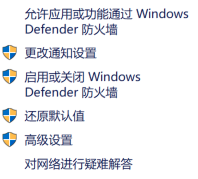 允许应用或功能通过 Windows
Defender 防火墙
更改通知设置
启用或关闭 Windows
Defender 防火墙
还原默认值
高级设置
对网络进行疑难解答